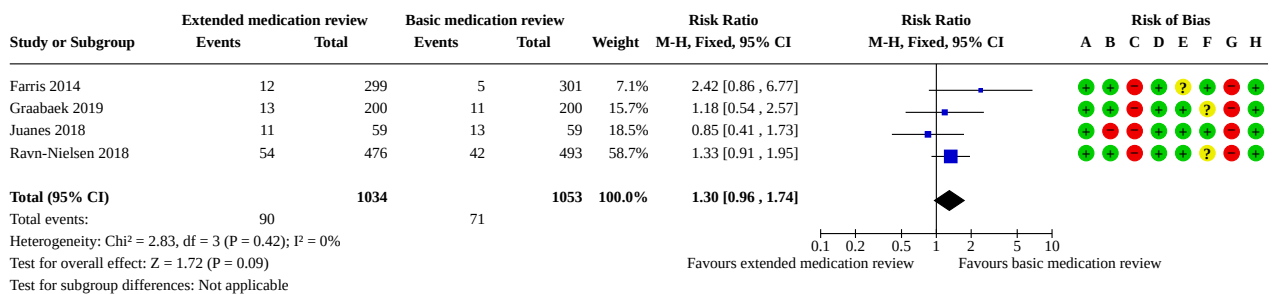 Extended medication review Basic medication review Risk Ratio Risk Ratio Risk of Bias
Study or Subgroup Events Total Events Total Weight M-H, Fixed, 95% CI M-H, Fixed, 95% CI A B C D E F G H
Farris 2014 12 299 5 301 7.1% 2.42 [0.86 , 6.77] + + − + ? + − +
Graabaek 2019 13 200 11 200 15.7% 1.18 [0.54 , 2.57] + + − + + ? − +
Juanes 2018 11 59 13 59 18.5% 0.85 [0.41 , 1.73] + − − + + + − +
Ravn-Nielsen 2018 54 476 42 493 58.7% 1.33 [0.91 , 1.95] + + − + + ? − +
Total (95% CI) 1034 1053 100.0% 1.30 [0.96 , 1.74]
Total events: 90 71
Heterogeneity: Chi² = 2.83, df = 3 (P = 0.42); I² = 0%
0.1 0.2 0.5 1 2 5 10
Test for overall effect: Z = 1.72 (P = 0.09) Favours extended medication review Favours basic medication review
Test for subgroup differences: Not applicable